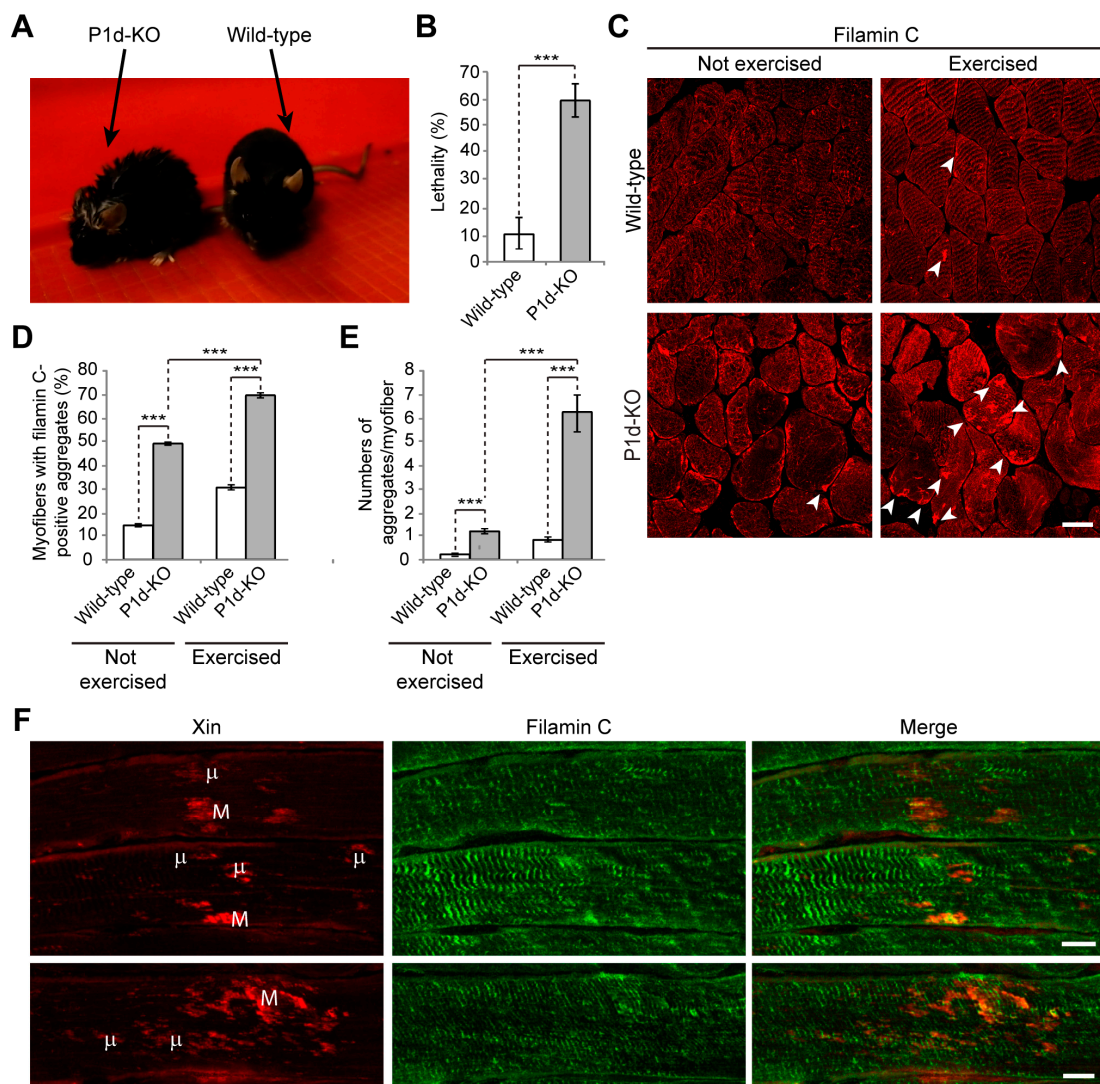 A
P1d-KO
Wild-type
B
Lethality (%)
70
60
50
40
30
20
10
0
***
Wild-type
P1d-KO
C
Filamin C
Not exercised
Exercised
Wild-type
P1d-KO
D
Myofibers with filamin C-
positive aggregates (%)
80
70
60
50
40
30
20
10
0
***
***
***
Wild-type
P1d-KO
Wild-type
P1d-KO
Not
exercised
Exercised
E
Numbers of
aggregates/myofiber
8
7
6
5
4
3
2
1
0
***
***
***
Wild-type
P1d-KO
Wild-type
P1d-KO
Not
exercised
Exercised
F
Xin
Filamin C
Merge
µ
M
µ
µ
µ
M
M
µ
µ